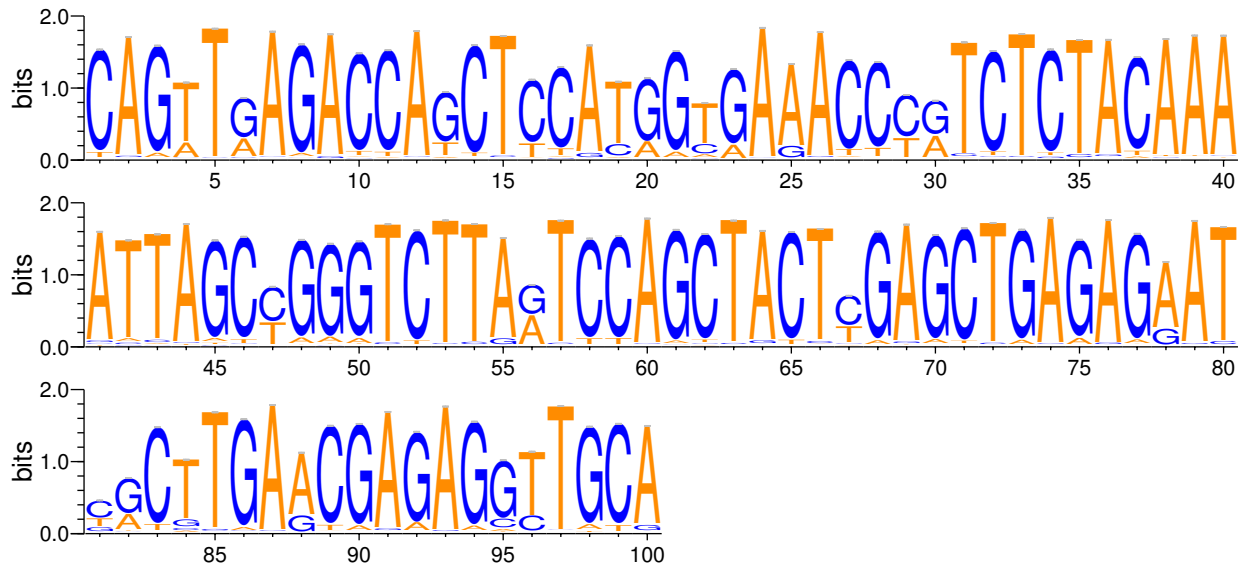 2.0
1.0
0.0
bits
CAGTTGAGACCAGCTCCATGGTGAAACCCGTCTCTACAAA
5 10 15 20 25 30 35 40
2.0
1.0
0.0
bits
ATTAGCCGGGTCTTAGTCCAGCTACTCGAGCTGAGAGAAT
45 50 55 60 65 70 75 80
2.0
1.0
0.0
bits
CGCTTGAACGAGAGGTTGCA
85 90 95 100